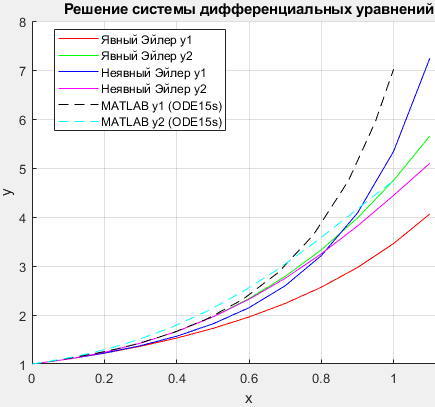 Решение системы дифференциальных уравнений
8
7
6
5
4
3
2
1
y
Явный Эйлер y1
Явный Эйлер y2
Неявный Эйлер y1
Неявный Эйлер y2
MATLAB y1 (ODE15s)
MATLAB y2 (ODE15s)
0
0.2
0.4
0.6
0.8
1
x